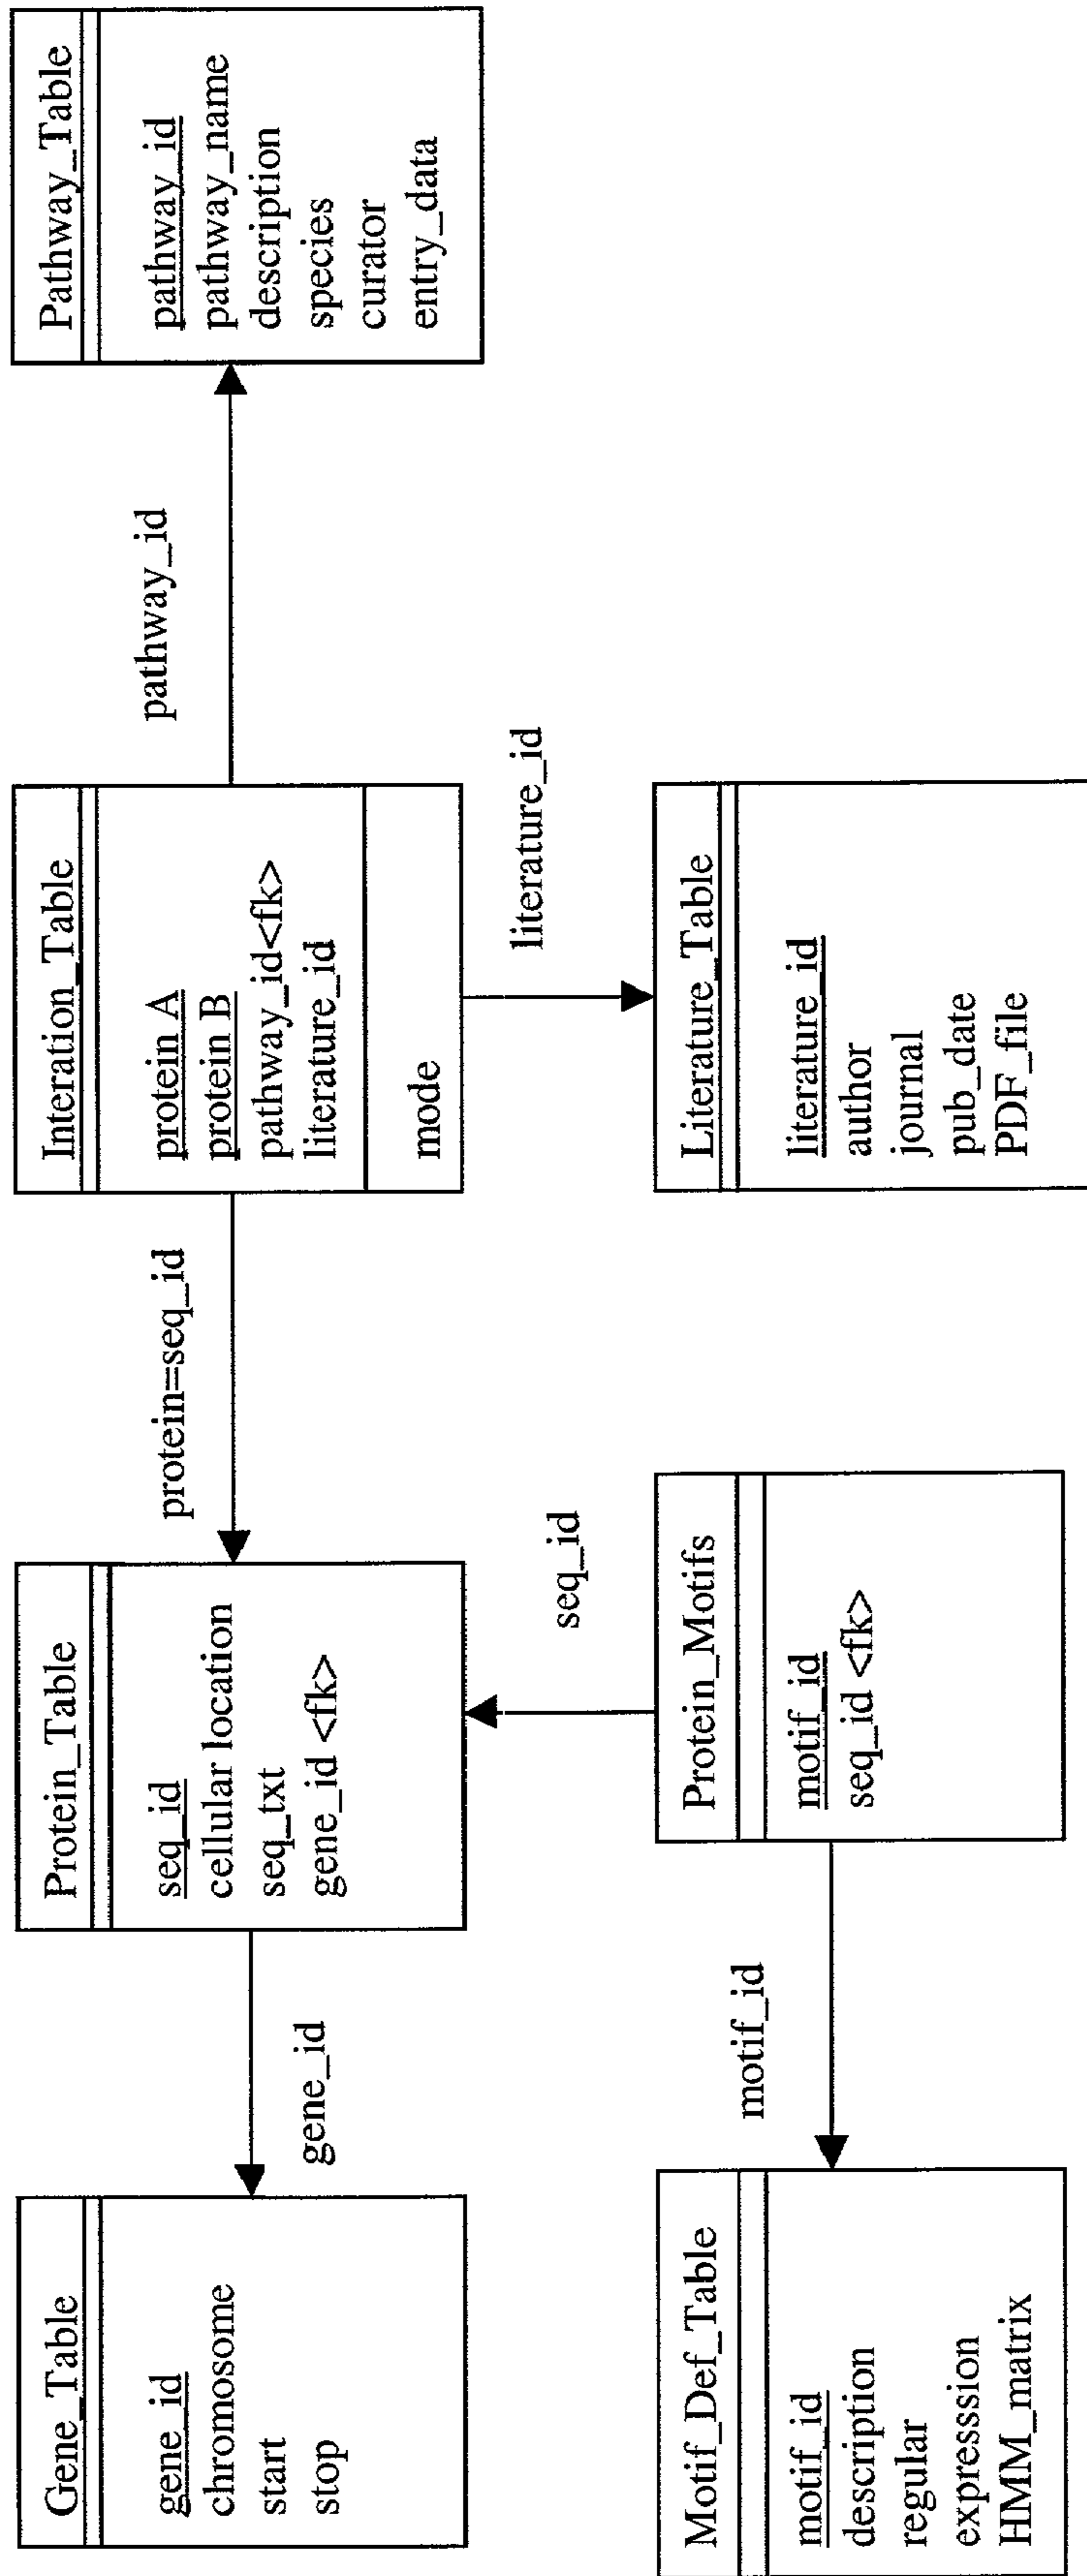 Gene_Table
gene_id
chromosome
start
stop
gene_id
Protein_Table
seq_id
cellular location
seq_txt
gene_id <fk>
protein=seq_id
Interation_Table
protein A
protein B
pathway_id<fk>
literature_id
mode
pathway_id
Pathway_Table
pathway_id
pathway_name
description
species
curator
entry_data
Motif_Def_Table
motif_id
description
regular
expresssion
HMM_matrix
motif_id
Protein_Motifs
motif_id
seq_id <fk>
seq_id
Literature_Table
literature_id
author
journal
pub_date
PDF_file
literature_id